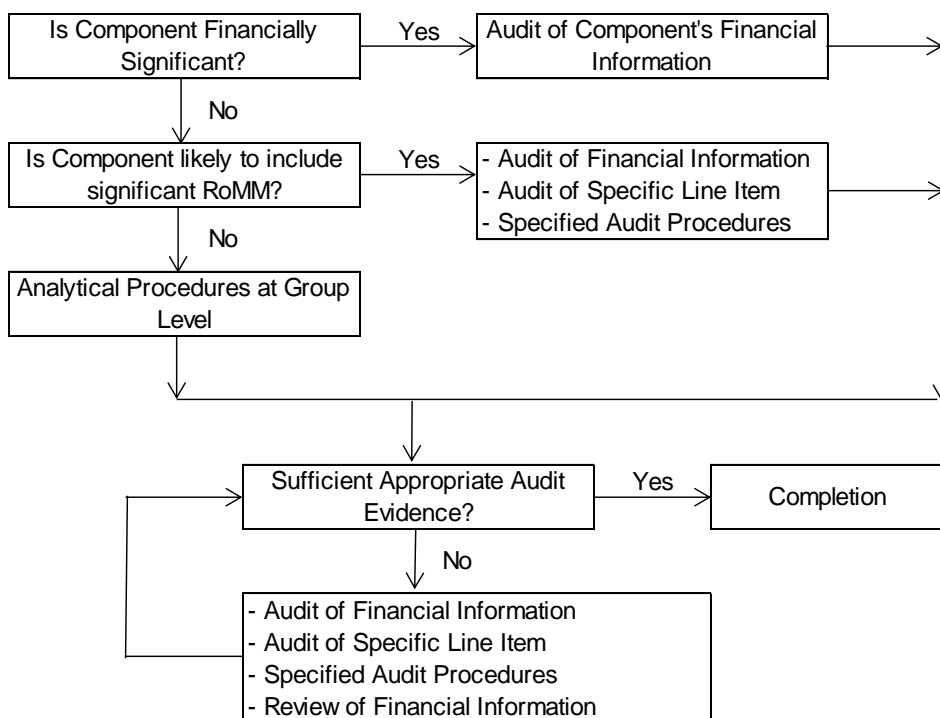 Is Component Financially
Significant?
Yes
Audit of Component's Financial
Information
No
Is Component likely to include
significant RoMM?
Yes
- Audit of Financial Information
- Audit of Specific Line Item
- Specified Audit Procedures
No
Analytical Procedures at Group
Level
Sufficient Appropriate Audit
Evidence?
Yes
Completion
No
- Audit of Financial Information
- Audit of Specific Line Item
- Specified Audit Procedures
- Review of Financial Information